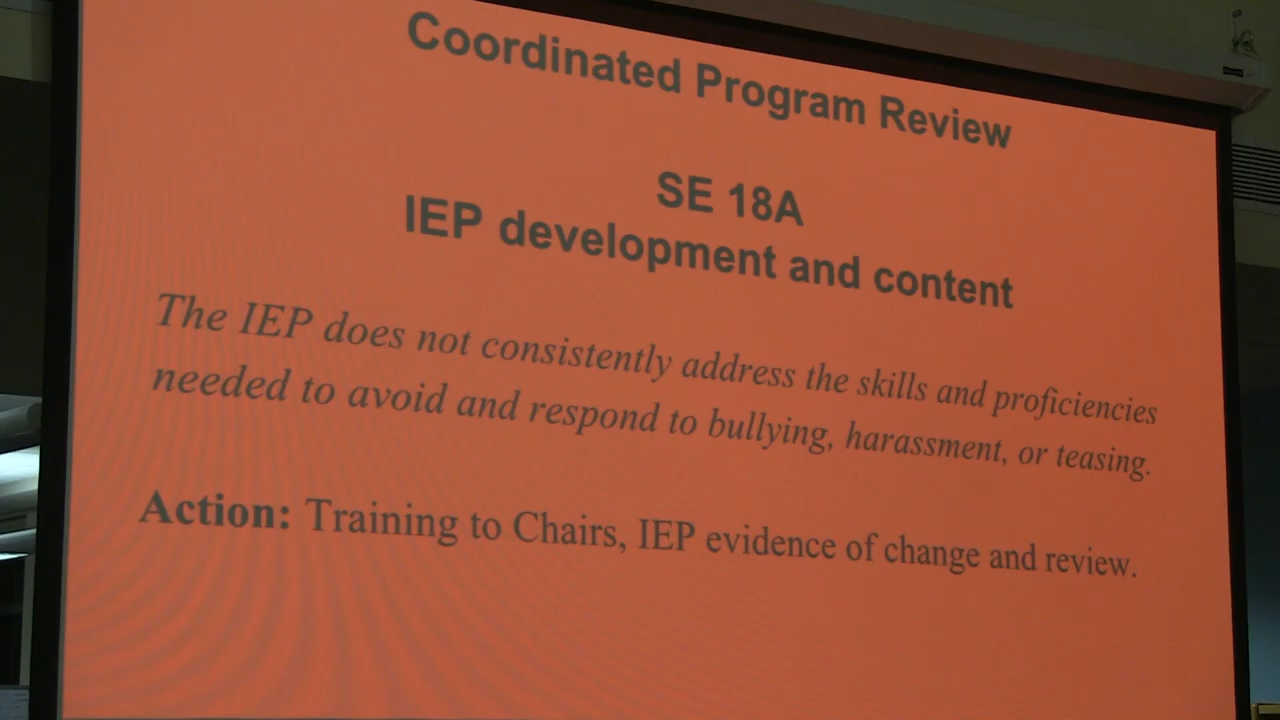 Coordinated Program Review
SE 18A
IEP development and content
The IEP does not consistently address the skills and proficiencies
needed to avoid and respond to bullying, harassment, or teasing.
Action: Training to Chairs, IEP evidence of change and review.